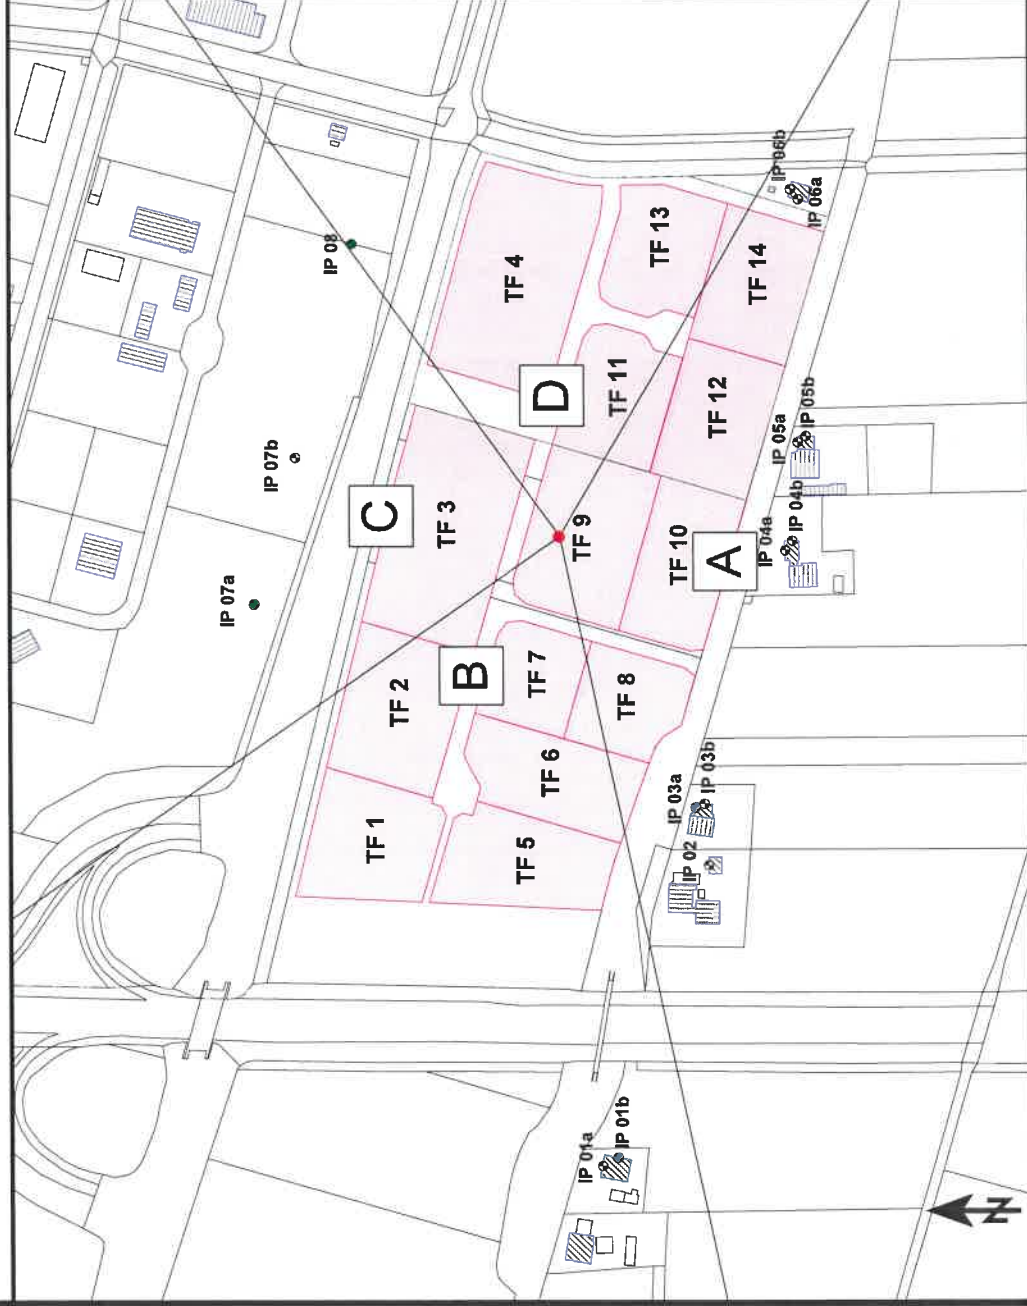 IP 08
IP 07b
IP 07a
C
D
B
A
TF 1
TF 2
TF 3
TF 4
TF 5
TF 6
TF 7
TF 8
TF 9
TF 10
TF 11
TF 12
TF 13
TF 14
IP 06b
IP 06a
IP 05a
IP 05b
IP 04a
IP 04b
IP 03a
IP 03b
IP 02
IP 01a
IP 01b
N